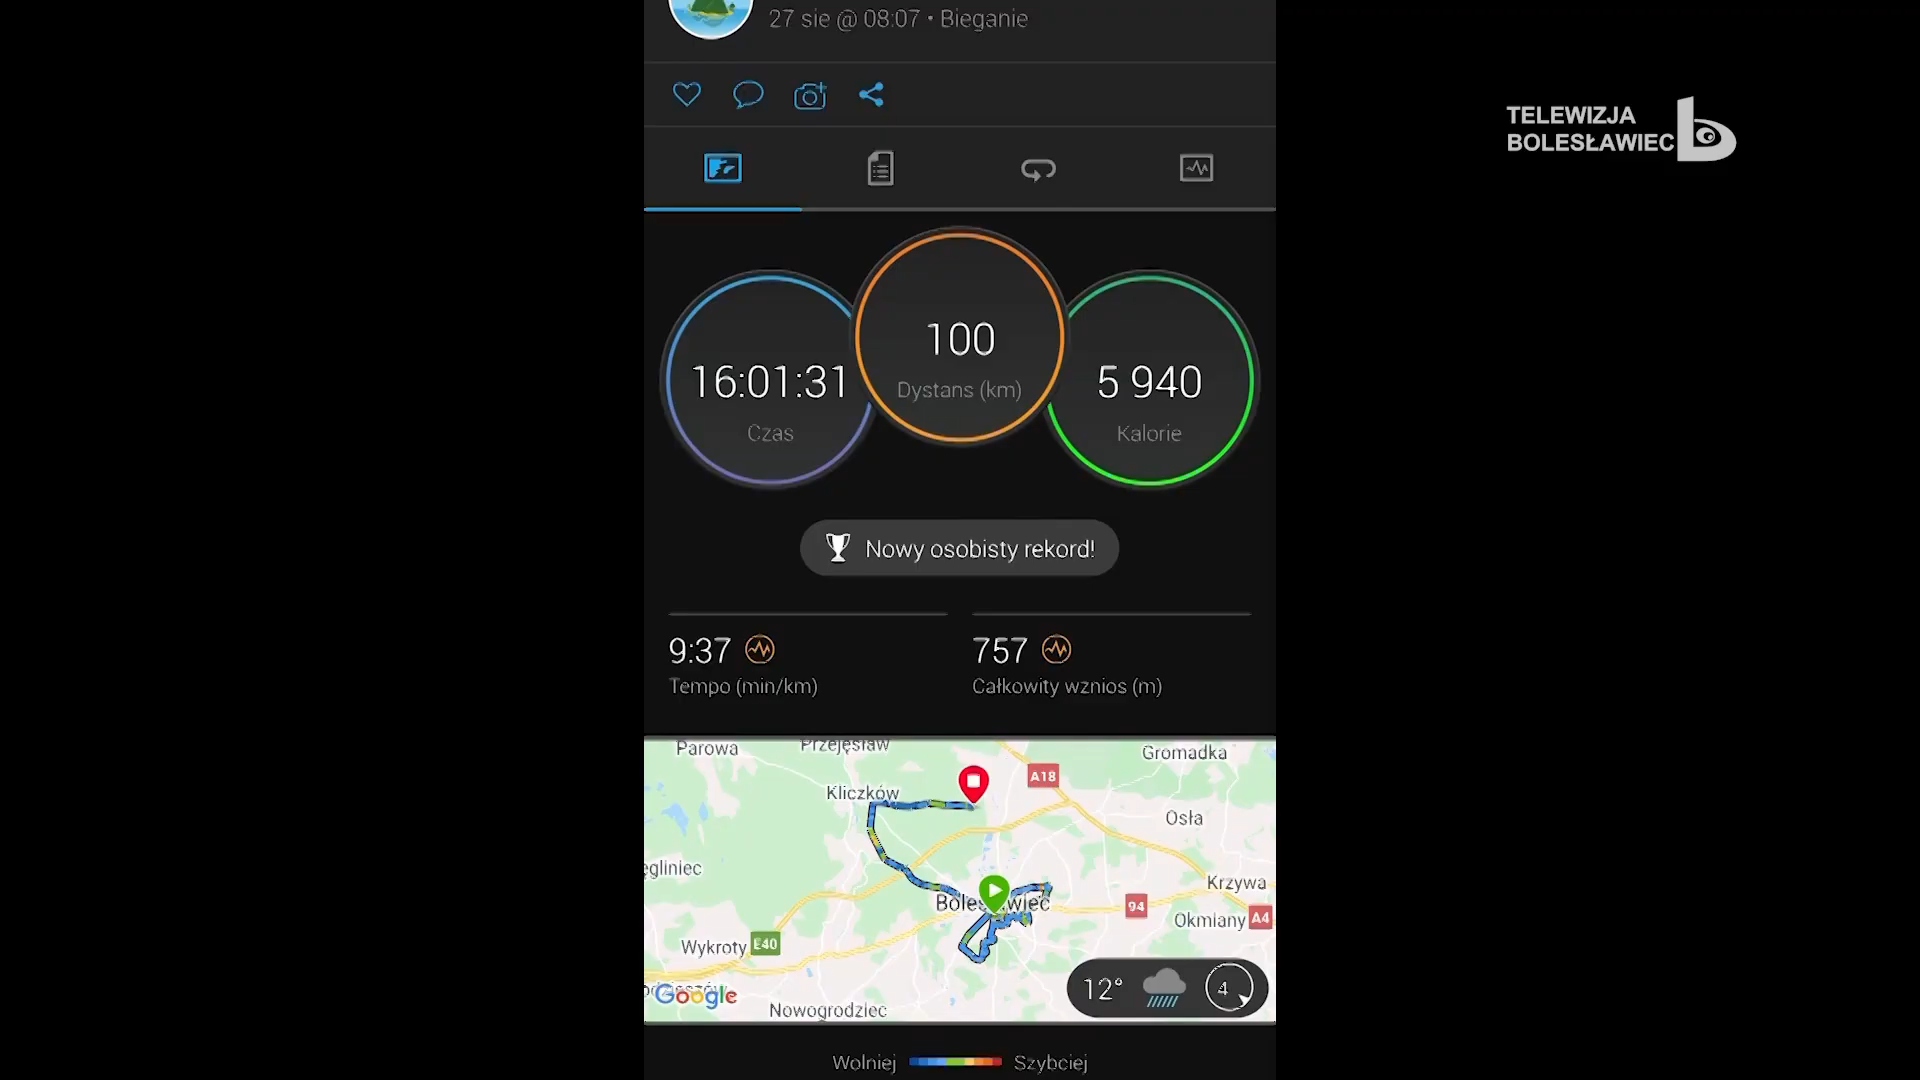 27 sie @ 08:07 • Bieganie
TELEWIZJA
BOLESŁAWIEC
16:01:31
Czas
100
Dystans (km)
5 940
Kalorie
Nowy osobisty rekord!
9:37
Tempo (min/km)
757
Całkowity wznios (m)
Parowa
Przejęsław
Gromadka
A18
Kliczków
Osła
ęgliniec
Krzywa
Bolesławiec
94
Okmiany
A4
Wykroty
E40
Google
Nowogrodziec
12°
4
Wolniej
Szybciej